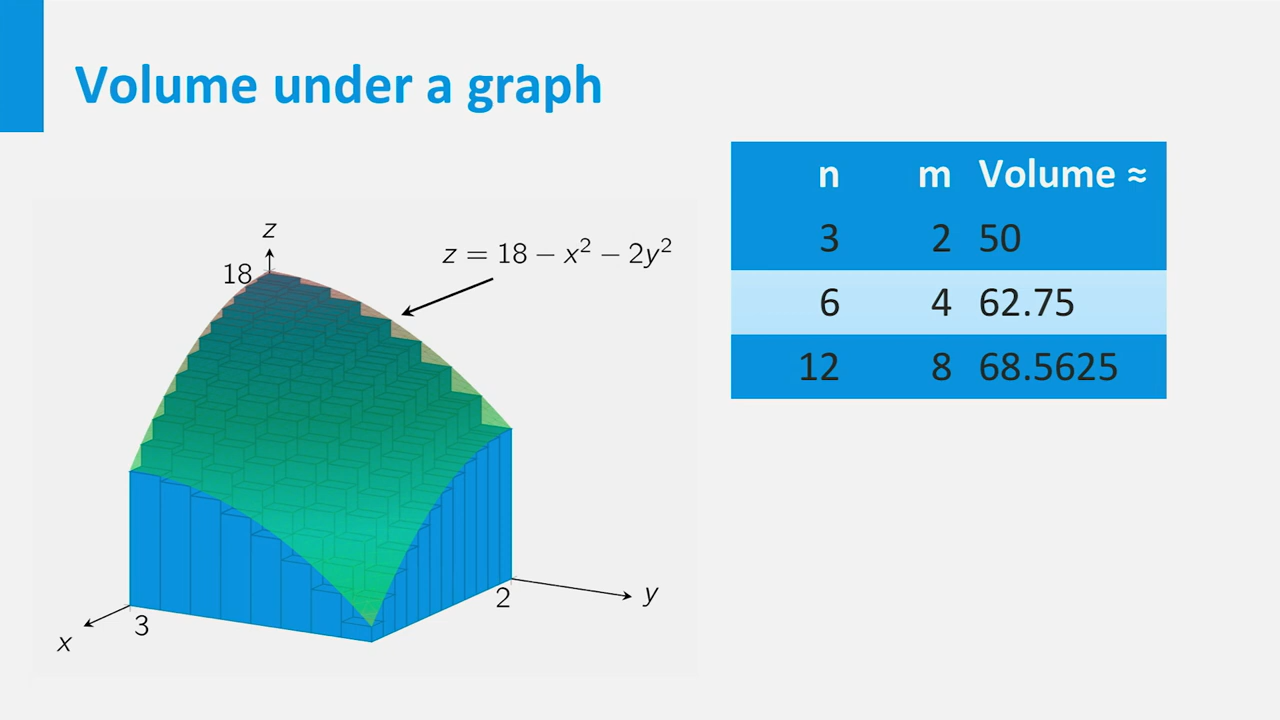 Volume under a graph
n m Volume ≈
3 2 50
6 4 62.75
12 8 68.5625
z
18
z = 18 − x² − 2y²
x
3
2
y